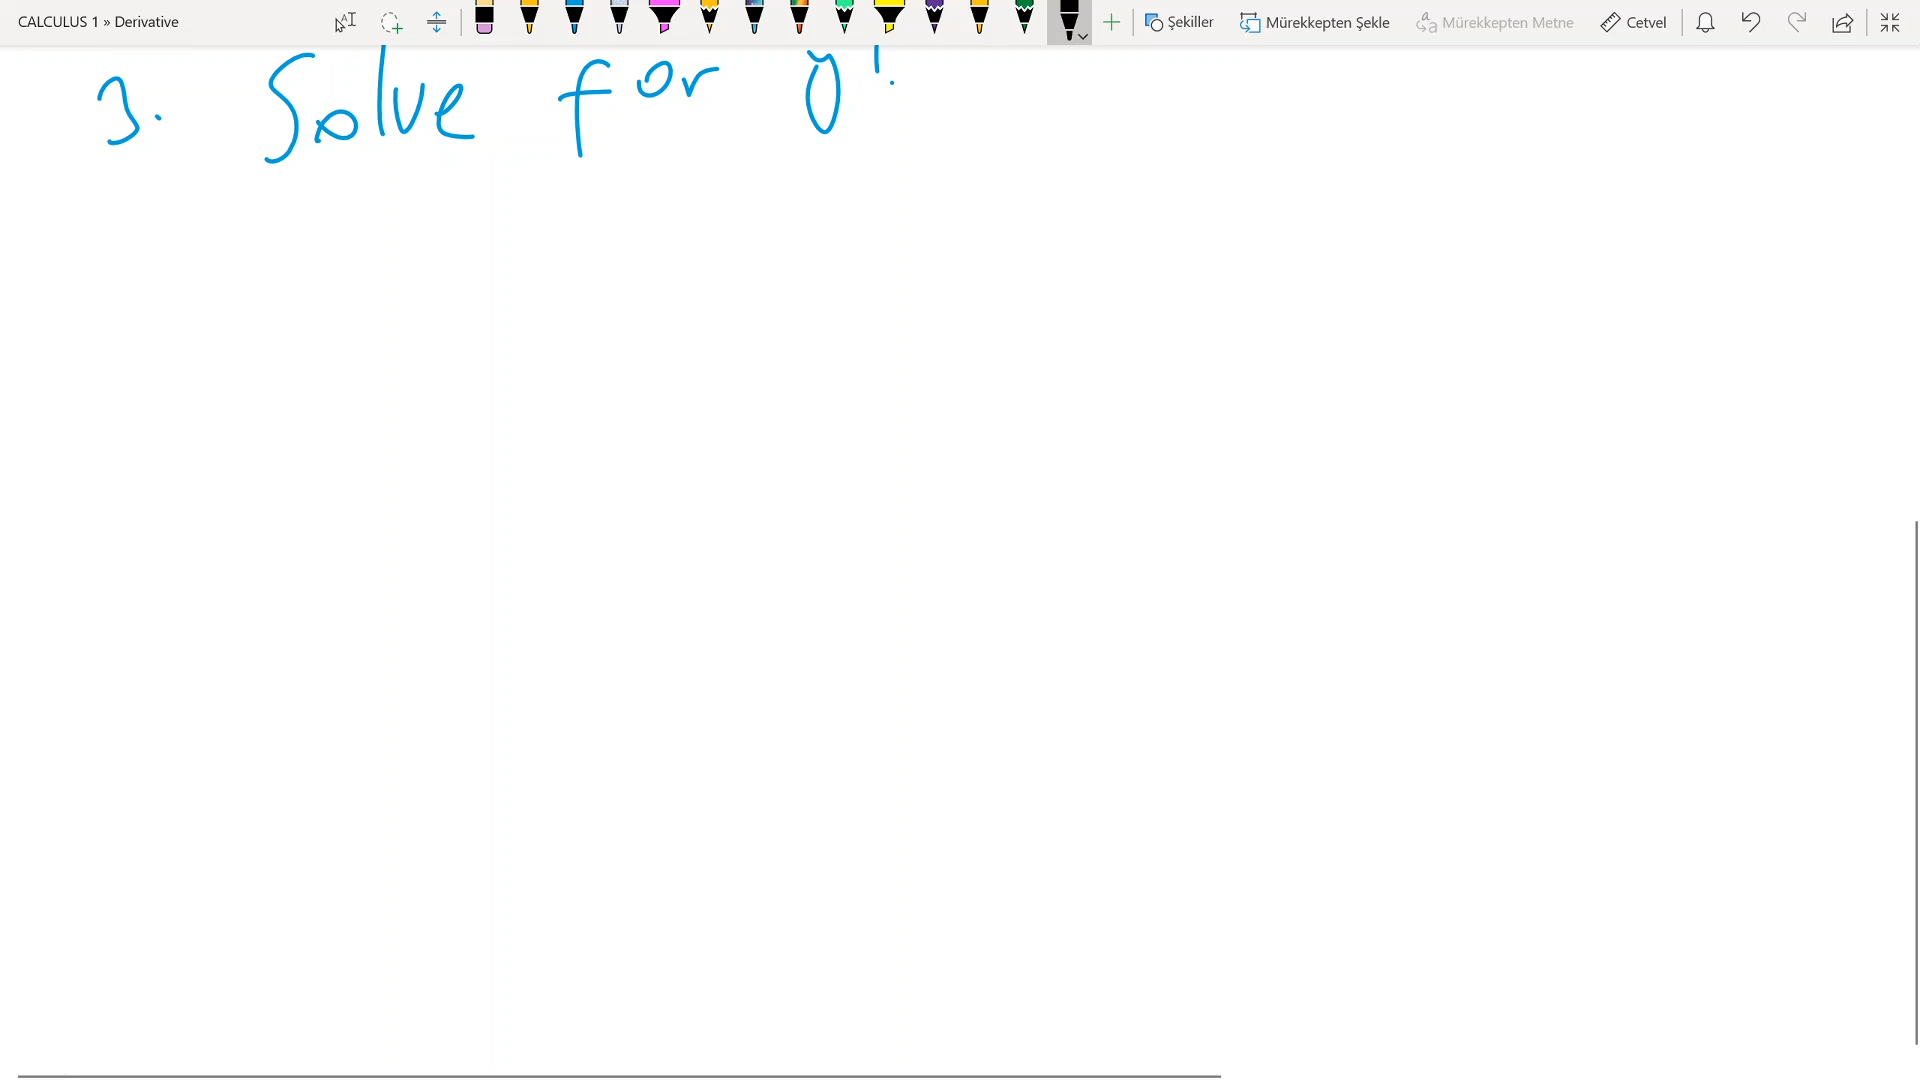 CALCULUS 1 » Derivative Şekiller Mürekkepten Şekle Mürekkepten Metne Cetvel
3. Solve for y'.